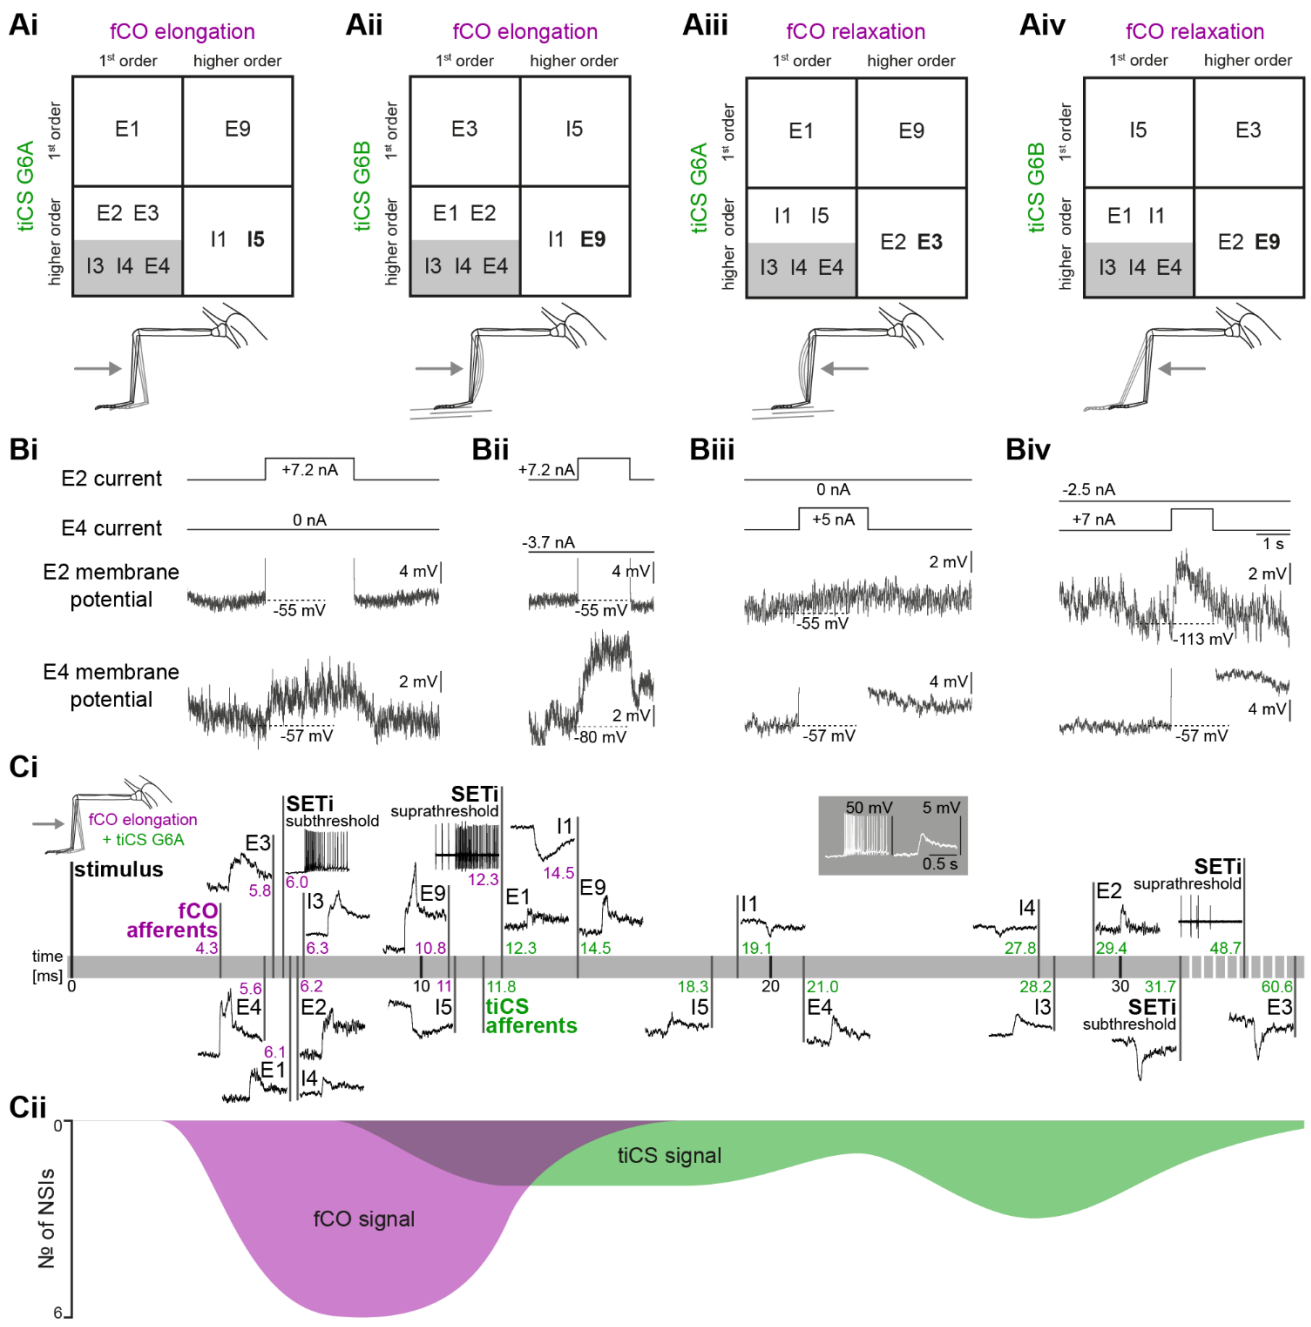 Ai Aii Aiii Aiv
fCO elongation fCO elongation fCO relaxation fCO relaxation
1st order higher order 1st order higher order 1st order higher order 1st order higher order
tiCS G6A
1st order
higher order
E1 E9
E2 E3
I3 I4 E4
I1 I5
tiCS G6B
1st order
higher order
E3 I5
E1 E2
I3 I4 E4
I1 E9
tiCS G6A
1st order
higher order
E1 E9
I1 I5
I3 I4 E4
E2 E3
tiCS G6B
1st order
higher order
I5 E3
E1 I1
I3 I4 E4
E2 E9
Bi Bii Biii Biv
E2 current
+7.2 nA
+7.2 nA
0 nA
-2.5 nA
E4 current
0 nA
-3.7 nA
+5 nA
+7 nA
1 s
E2 membrane
potential
4 mV
-55 mV
4 mV
-55 mV
2 mV
-55 mV
2 mV
-113 mV
E4 membrane
potential
2 mV
-57 mV
2 mV
-80 mV
4 mV
-57 mV
4 mV
-57 mV
Ci
fCO elongation
+ tiCS G6A
stimulus
fCO
afferents
4.3
E3
5.8
SETi
subthreshold
6.0
I3
6.3
E9
10.8
SETi
suprathreshold
12.3
E1
12.3
I1
14.5
E9
14.5
I1
19.1
50 mV 5 mV
0.5 s
I4
27.8
E2
29.4
SETi
suprathreshold
48.7
time
[ms]
0 10 20 30
5.6
E4
6.1
E1
6.2
E2
I4
11
I5
11.8
tiCS
afferents
18.3
I5
21.0
E4
28.2
I3
31.7
SETi
subthreshold
60.6
E3
Cii
0
№ of NSIs
6
fCO signal
tiCS signal